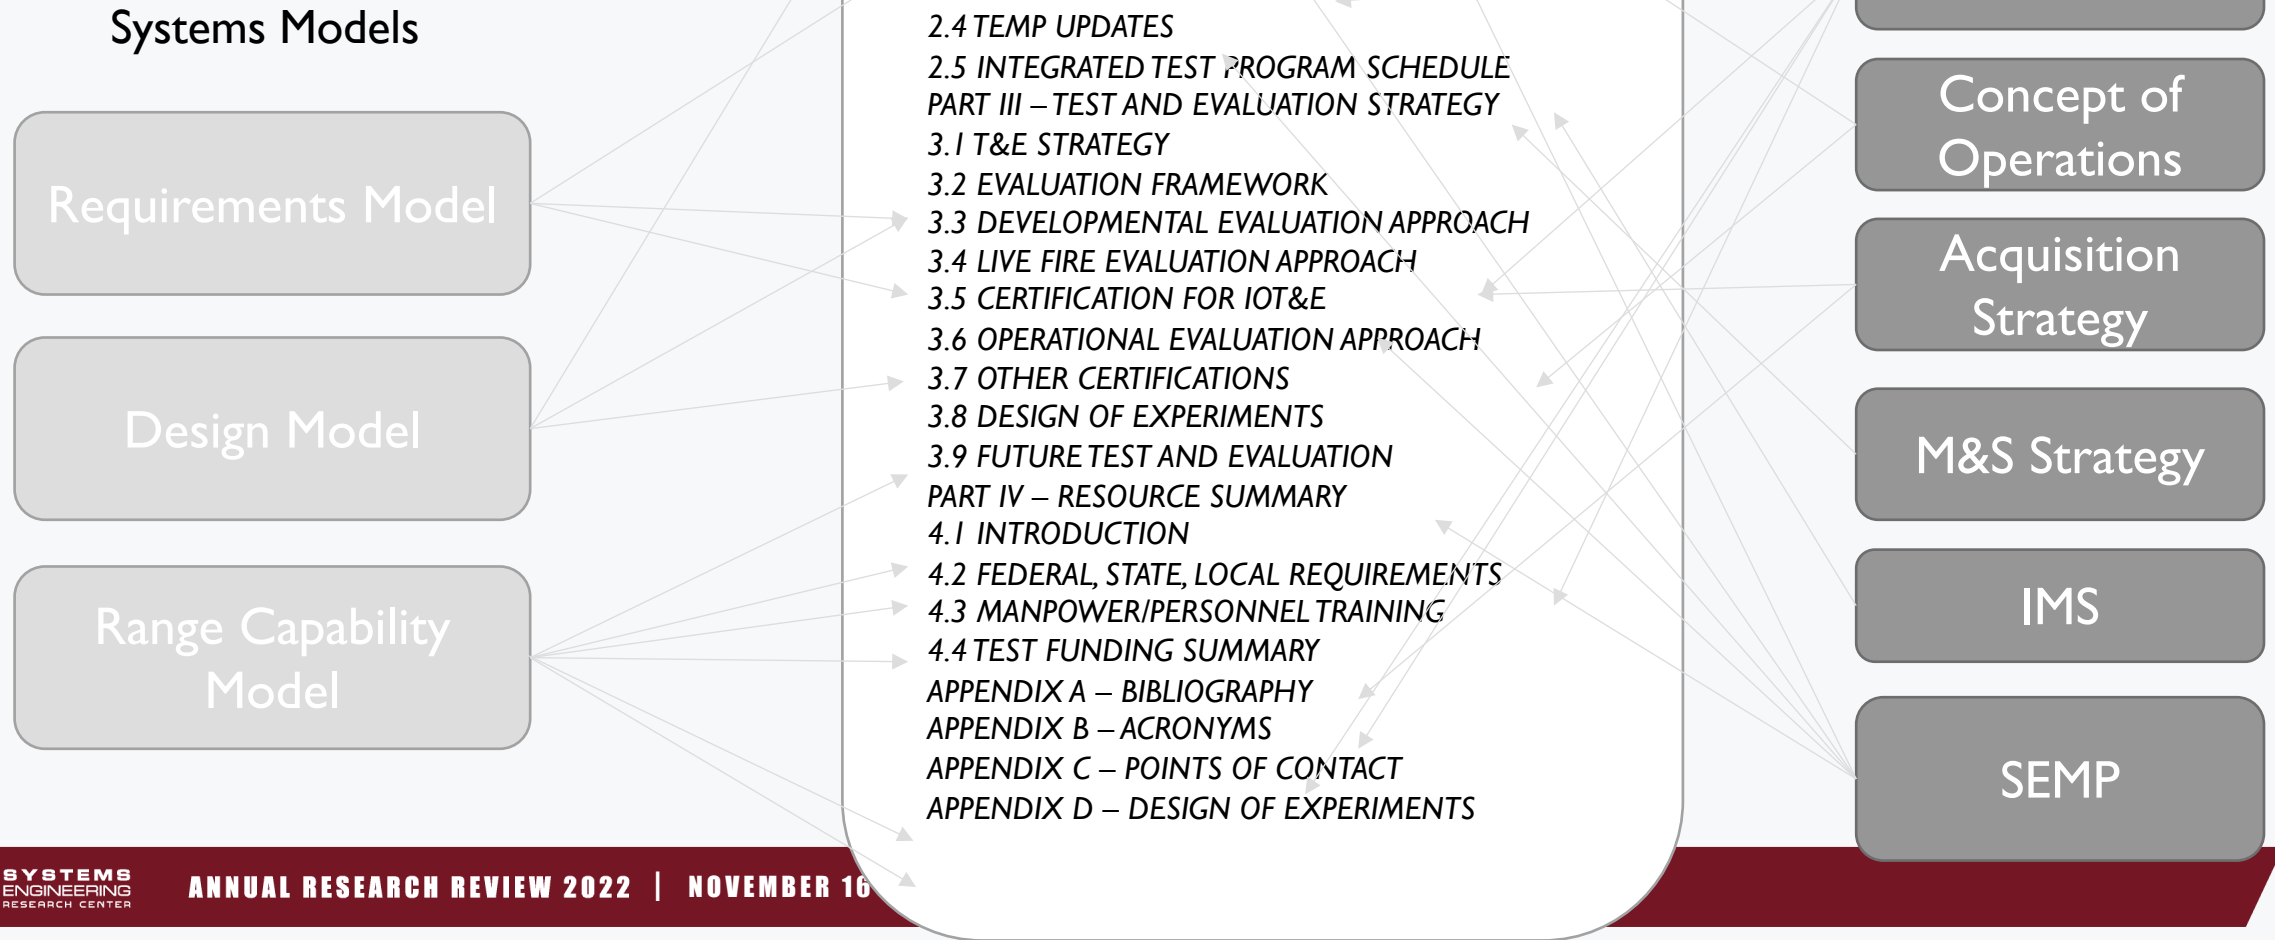 Systems Models
Requirements Model
Design Model
Range Capability
Model
2.4 TEMP UPDATES
2.5 INTEGRATED TEST PROGRAM SCHEDULE
PART III – TEST AND EVALUATION STRATEGY
3.1 T&E STRATEGY
3.2 EVALUATION FRAMEWORK
3.3 DEVELOPMENTAL EVALUATION APPROACH
3.4 LIVE FIRE EVALUATION APPROACH
3.5 CERTIFICATION FOR IOT&E
3.6 OPERATIONAL EVALUATION APPROACH
3.7 OTHER CERTIFICATIONS
3.8 DESIGN OF EXPERIMENTS
3.9 FUTURE TEST AND EVALUATION
PART IV – RESOURCE SUMMARY
4.1 INTRODUCTION
4.2 FEDERAL, STATE, LOCAL REQUIREMENTS
4.3 MANPOWER/PERSONNEL TRAINING
4.4 TEST FUNDING SUMMARY
APPENDIX A – BIBLIOGRAPHY
APPENDIX B – ACRONYMS
APPENDIX C – POINTS OF CONTACT
APPENDIX D – DESIGN OF EXPERIMENTS
Concept of
Operations
Acquisition
Strategy
M&S Strategy
IMS
SEMP
SYSTEMS
ENGINEERING
RESEARCH CENTER
ANNUAL RESEARCH REVIEW 2022 | NOVEMBER 16